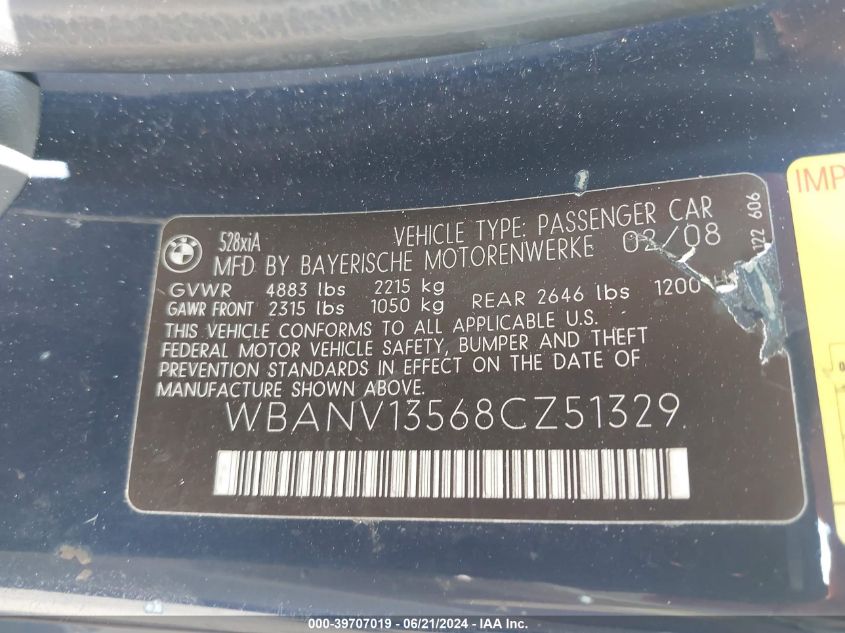 BMW
528xiA
VEHICLE TYPE: PASSENGER CAR
MFD BY BAYERISCHE MOTORENWERKE 02/08
GVWR 4883 lbs 2215 kg
GAWR FRONT 2315 lbs 1050 kg REAR 2646 lbs 1200
THIS VEHICLE CONFORMS TO ALL APPLICABLE U.S.
FEDERAL MOTOR VEHICLE SAFETY, BUMPER AND THEFT
PREVENTION STANDARDS IN EFFECT ON THE DATE OF
MANUFACTURE SHOWN ABOVE.
WBANV13568CZ51329
606
IMP
000-39707019 - 06/21/2024 - IAA Inc.